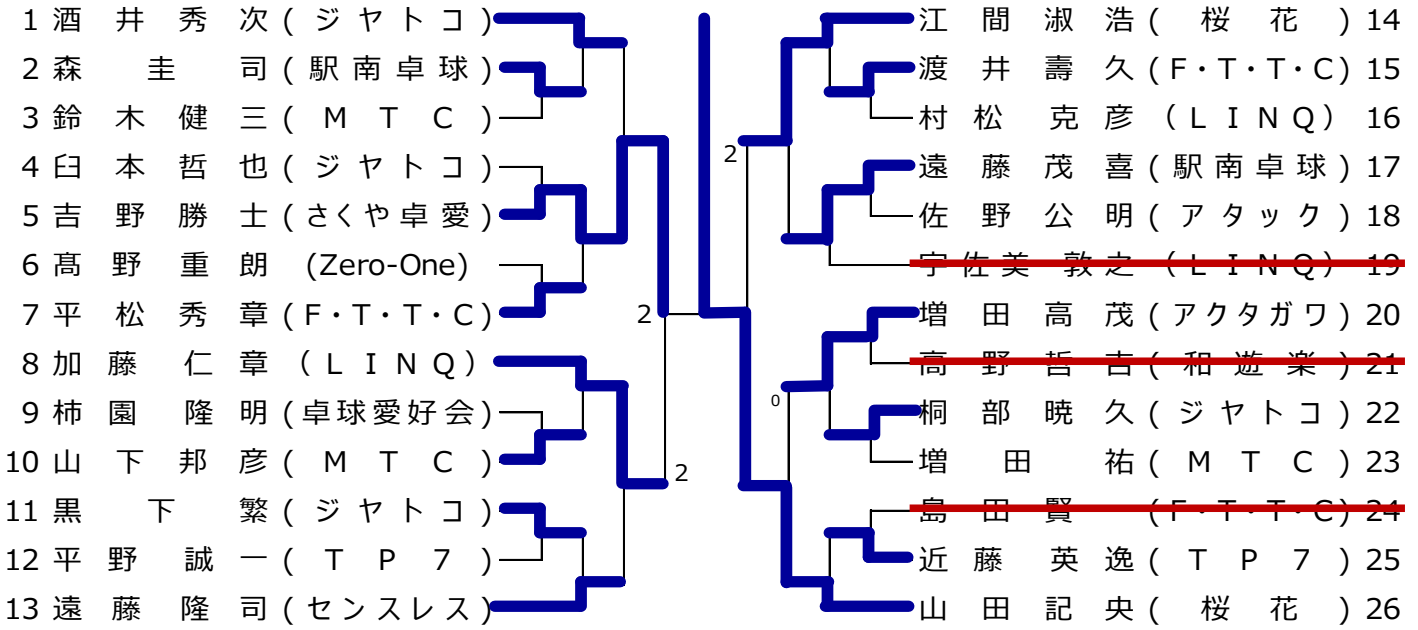 1 酒井秀次(ジヤトコ)
2 森圭司(駅南卓球)
3 鈴木健三(MTC)
4 臼本哲也(ジヤトコ)
5 吉野勝士(さくや卓愛)
6 髙野重朗(Zero-One)
7 平松秀章(F・T・T・C)
8 加藤仁章(LINQ)
9 柿園隆明(卓球愛好会)
10 山下邦彦(MTC)
11 黒下繁(ジヤトコ)
12 平野誠一(TP7)
13 遠藤隆司(センスレス)
2
2
2
0
江間淑浩(桜花) 14
渡井壽久(F・T・T・C) 15
村松克彦(LINQ) 16
遠藤茂喜(駅南卓球) 17
佐野公明(アタック) 18
宇佐美敦之(LINQ) 19
増田高茂(アクタガワ) 20
高野哲吉(和遊楽) 21
桐部暁久(ジヤトコ) 22
増田祐(MTC) 23
島田賢(F・T・T・C) 24
近藤英逸(TP7) 25
山田記央(桜花) 26